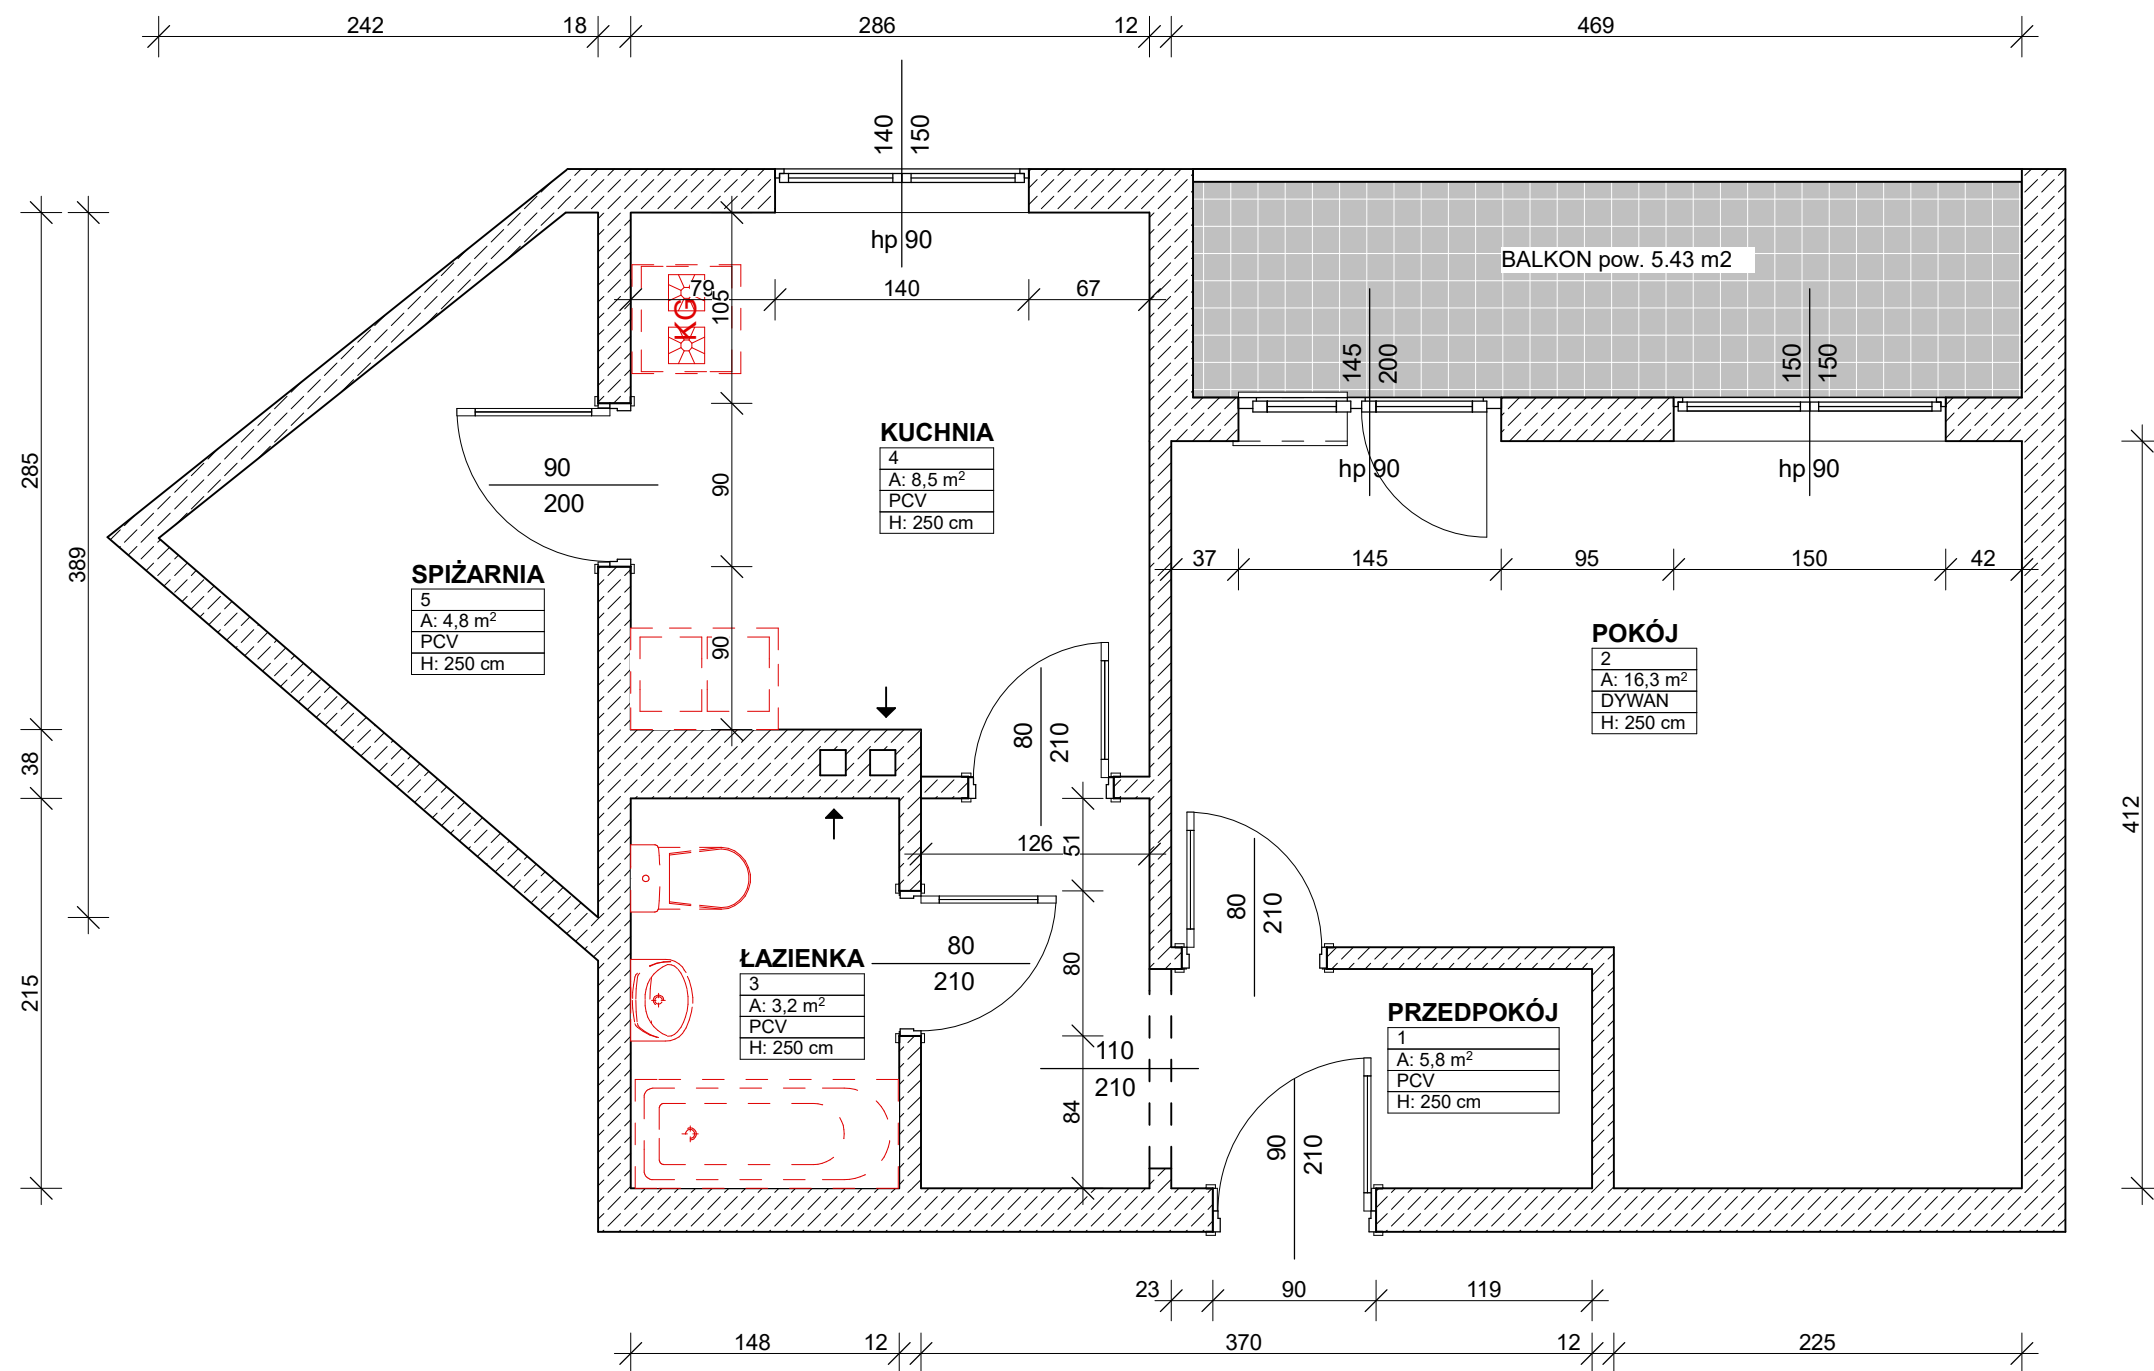 242
18
286
12
469
140
150
hp 90
BALKON pow. 5.43 m2
79
140
67
105
KG
145
200
150
150
KUCHNIA
4
A: 8,5 m²
PCV
H: 250 cm
hp 90
hp 90
285
389
90
200
90
37
145
95
150
42
SPIŻARNIA
5
A: 4,8 m²
PCV
H: 250 cm
90
POKÓJ
2
A: 16,3 m²
DYWAN
H: 250 cm
38
80
210
412
126
51
80
210
ŁAZIENKA
3
A: 3,2 m²
PCV
H: 250 cm
80
210
80
215
PRZEDPOKÓJ
1
A: 5,8 m²
PCV
H: 250 cm
110
210
84
90
210
23
90
119
148
12
370
12
225